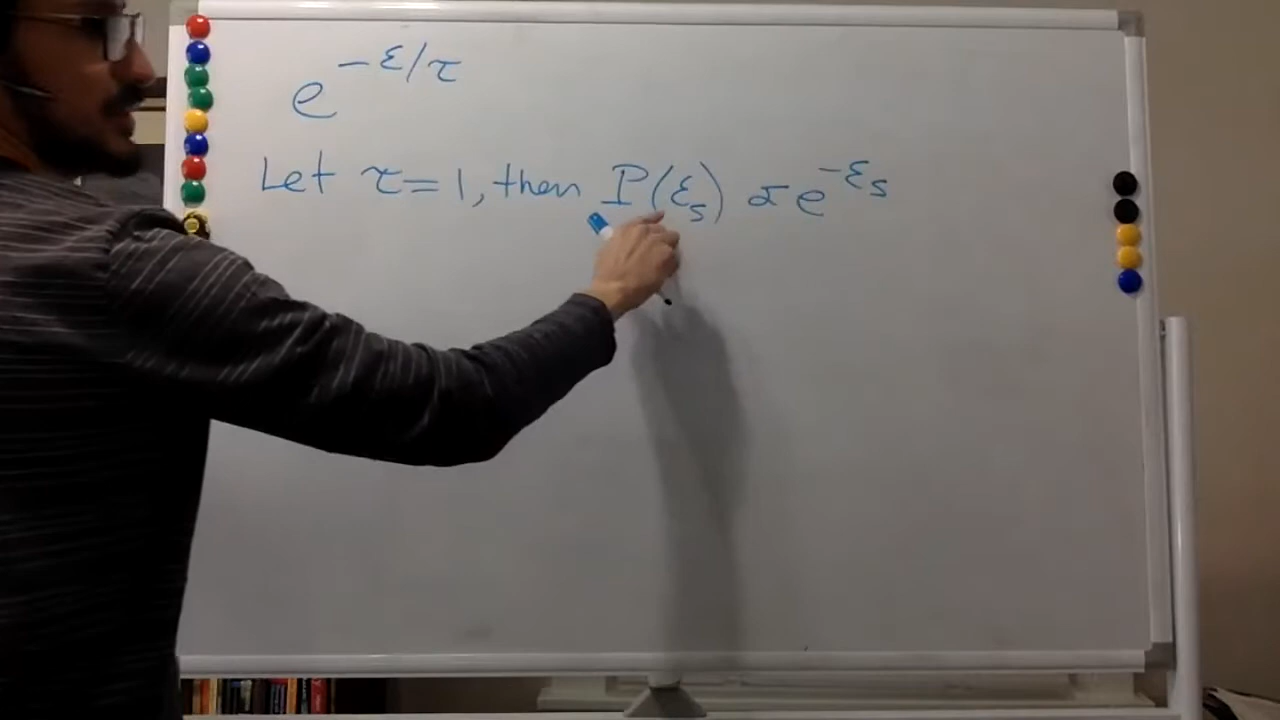 e^{-ε/τ}
Let τ=1, then P(ε_s) ∝ e^{-ε_s}